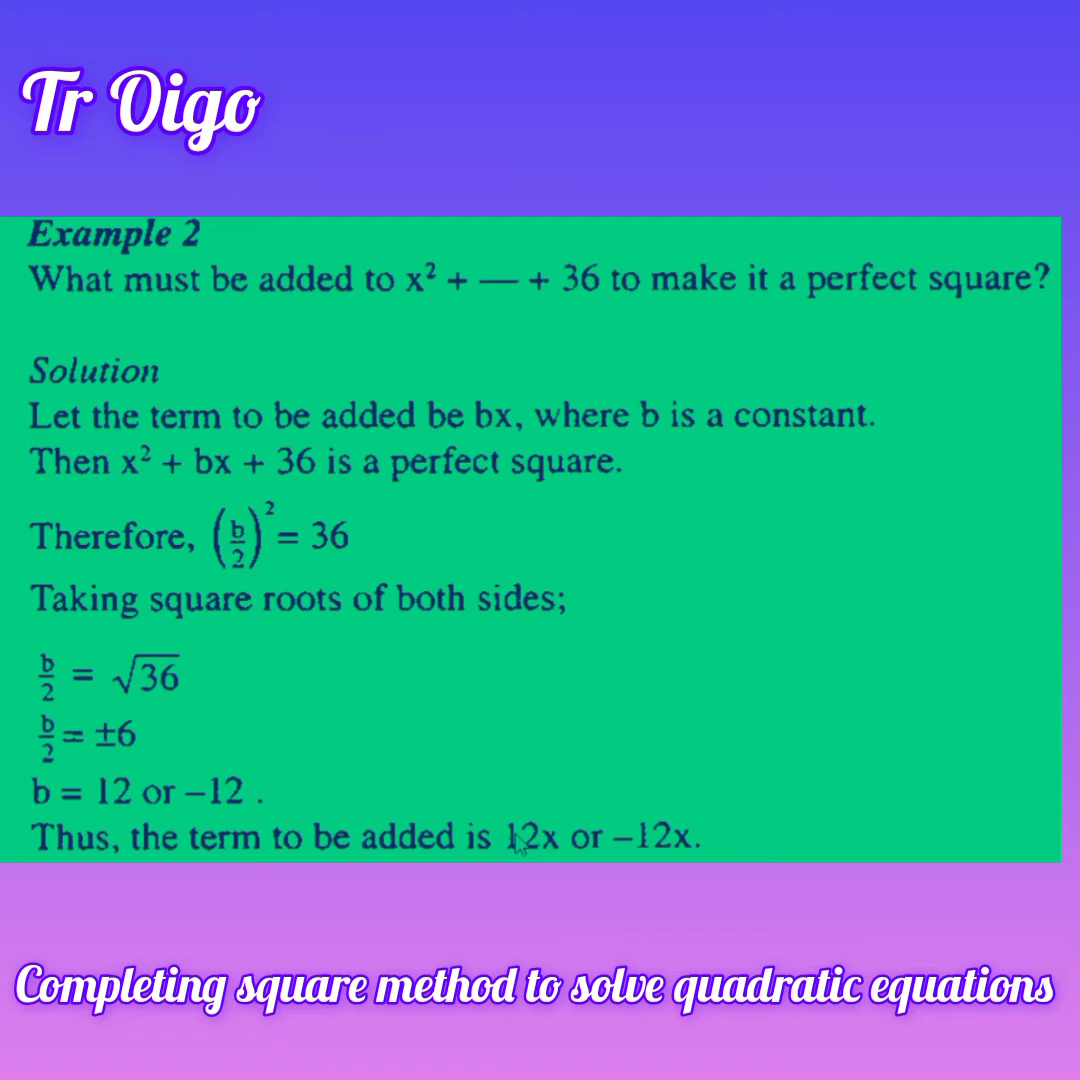 Tr Oigo
Example 2
What must be added to x² + — + 36 to make it a perfect square?
Solution
Let the term to be added be bx, where b is a constant.
Then x² + bx + 36 is a perfect square.
Therefore, (b/2)² = 36
Taking square roots of both sides;
b/2 = √36
b/2 = ±6
b = 12 or –12 .
Thus, the term to be added is 12x or –12x.
Completing square method to solve quadratic equations